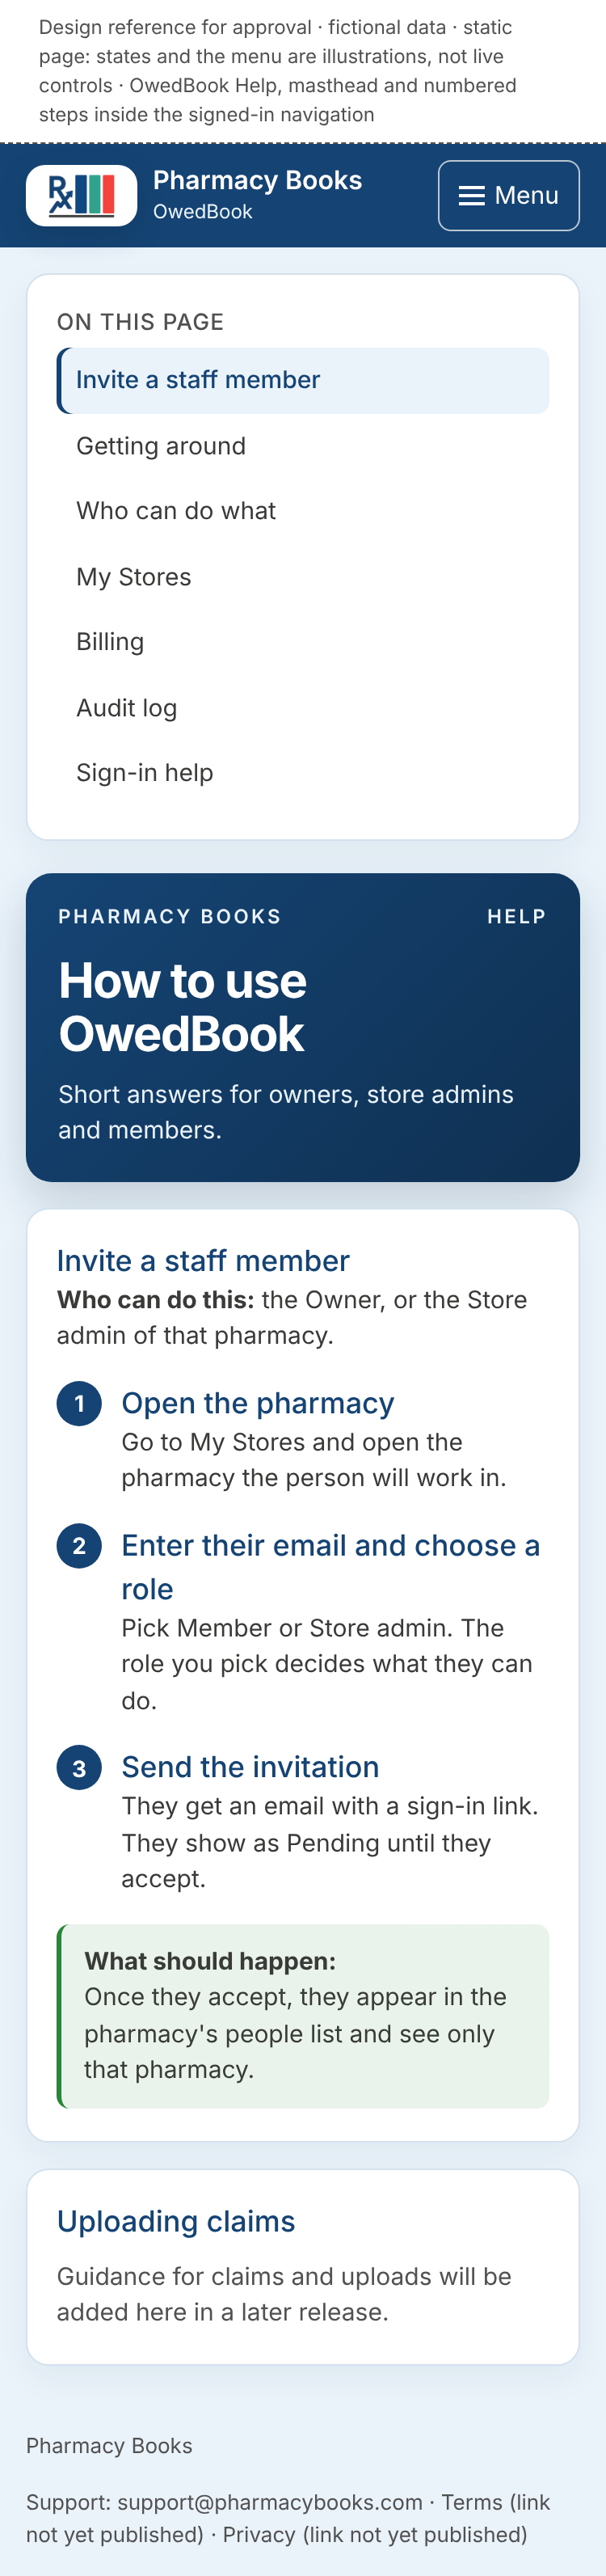 Design reference for approval · fictional data · static
page: states and the menu are illustrations, not live
controls · OwedBook Help, masthead and numbered
steps inside the signed-in navigation
Rx
Pharmacy Books
OwedBook
Menu
ON THIS PAGE
Invite a staff member
Getting around
Who can do what
My Stores
Billing
Audit log
Sign-in help
PHARMACY BOOKS
HELP
How to use
OwedBook
Short answers for owners, store admins
and members.
Invite a staff member
Who can do this: the Owner, or the Store
admin of that pharmacy.
1
Open the pharmacy
Go to My Stores and open the
pharmacy the person will work in.
2
Enter their email and choose a
role
Pick Member or Store admin. The
role you pick decides what they can
do.
3
Send the invitation
They get an email with a sign-in link.
They show as Pending until they
accept.
What should happen:
Once they accept, they appear in the
pharmacy's people list and see only
that pharmacy.
Uploading claims
Guidance for claims and uploads will be
added here in a later release.
Pharmacy Books
Support: support@pharmacybooks.com · Terms (link
not yet published) · Privacy (link not yet published)